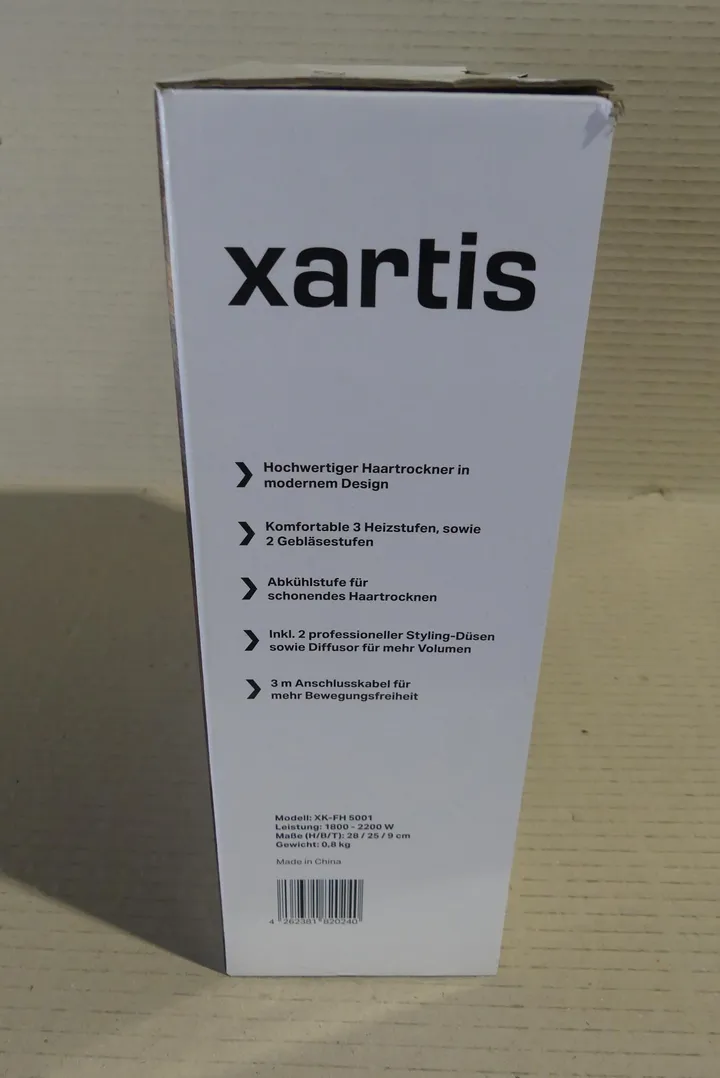 xartis
Hochwertiger Haartrockner in
modernem Design
Komfortable 3 Heizstufen, sowie
2 Gebläsestufen
Abkühlstufe für
schonendes Haartrocknen
Inkl. 2 professioneller Styling-Düsen
sowie Diffusor für mehr Volumen
3 m Anschlusskabel für
mehr Bewegungsfreiheit
Modell: XK-FH 5001
Leistung: 1800 - 2200 W
Maße (H/B/T): 28 / 25 / 9 cm
Gewicht: 0,8 kg
Made in China
4 262381 820240